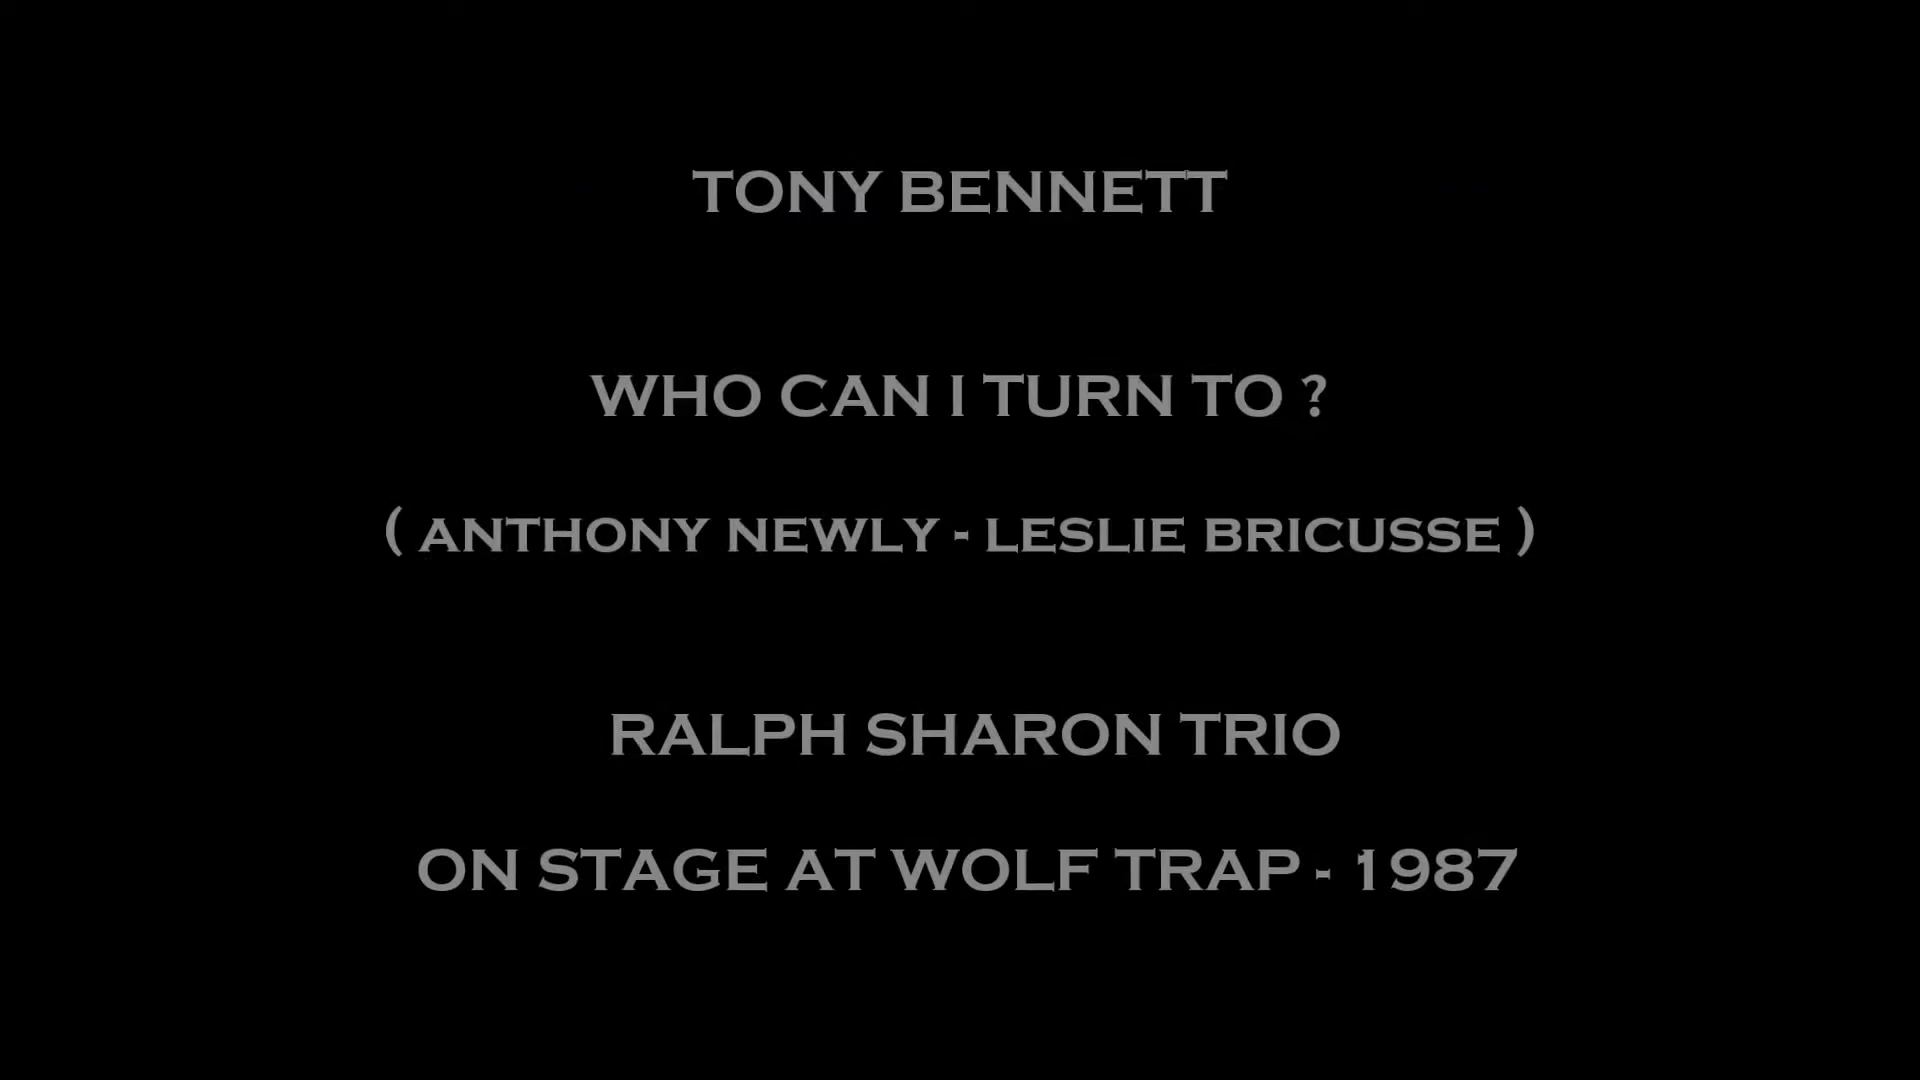 TONY BENNETT
WHO CAN I TURN TO ?
( ANTHONY NEWLY - LESLIE BRICUSSE )
RALPH SHARON TRIO
ON STAGE AT WOLF TRAP - 1987